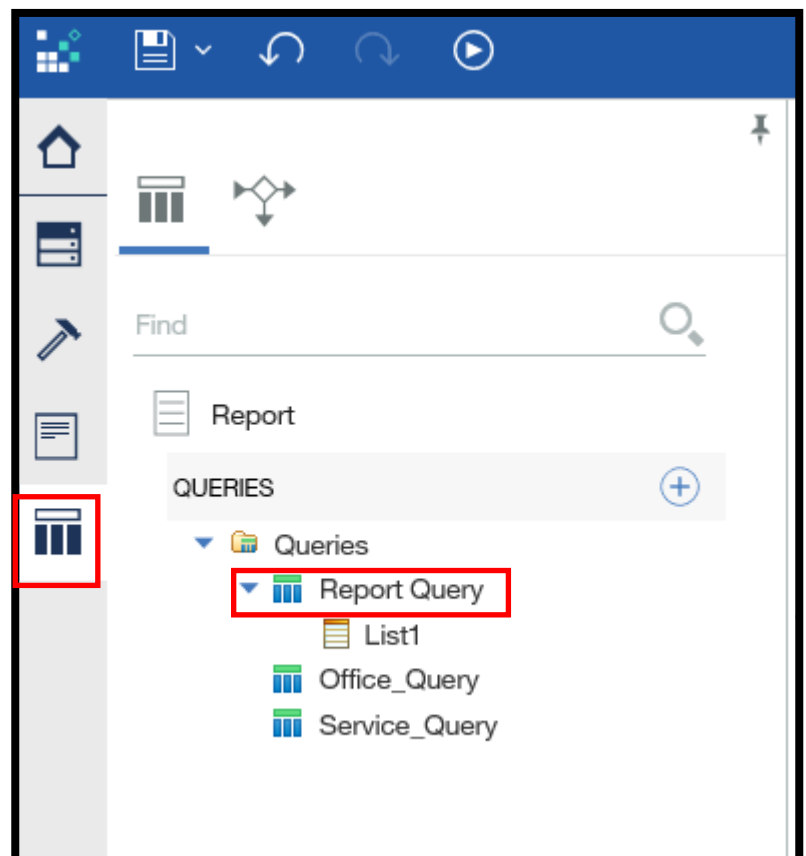 Find
Report
QUERIES
Queries
Report Query
List1
Office_Query
Service_Query